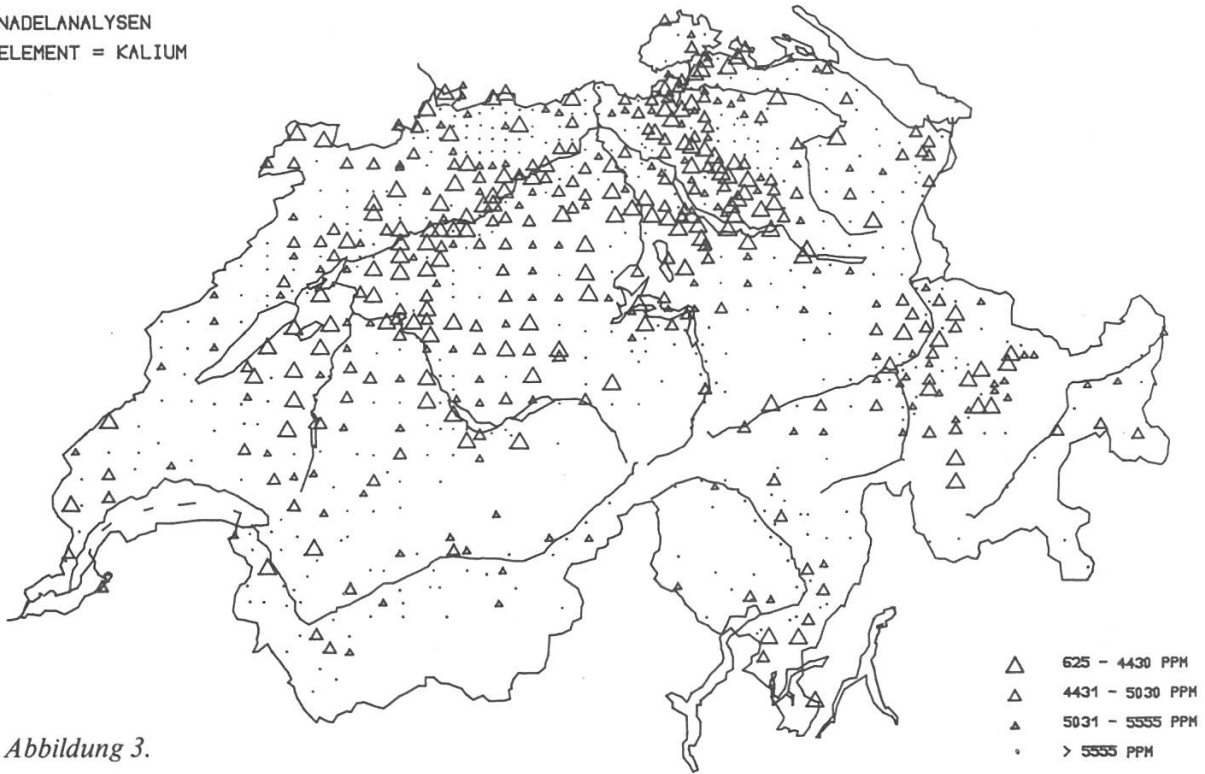 NADELANALYSEN
ELEMENT = KALIUM
625 - 4430 PPM
4431 - 5030 PPM
5031 - 5555 PPM
> 5555 PPM
Abbildung 3.